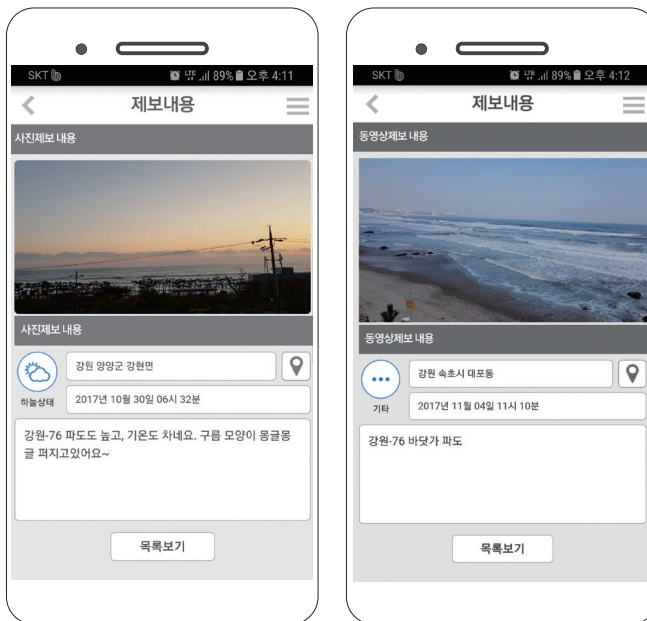 SKT 89% 오후 4:11
제보내용
사진제보 내용
사진제보 내용
강원 양양군 강현면
하늘상태
2017년 10월 30일 06시 32분
강원-76 파도도 높고, 기온도 차네요. 구름 모양이 몽글몽
글 퍼지고있어요~
목록보기
SKT LTE 89% 오후 4:12
제보내용
동영상제보 내용
동영상제보 내용
강원 속초시 대포동
기타
2017년 11월 04일 11시 10분
강원-76 바닷가 파도
목록보기